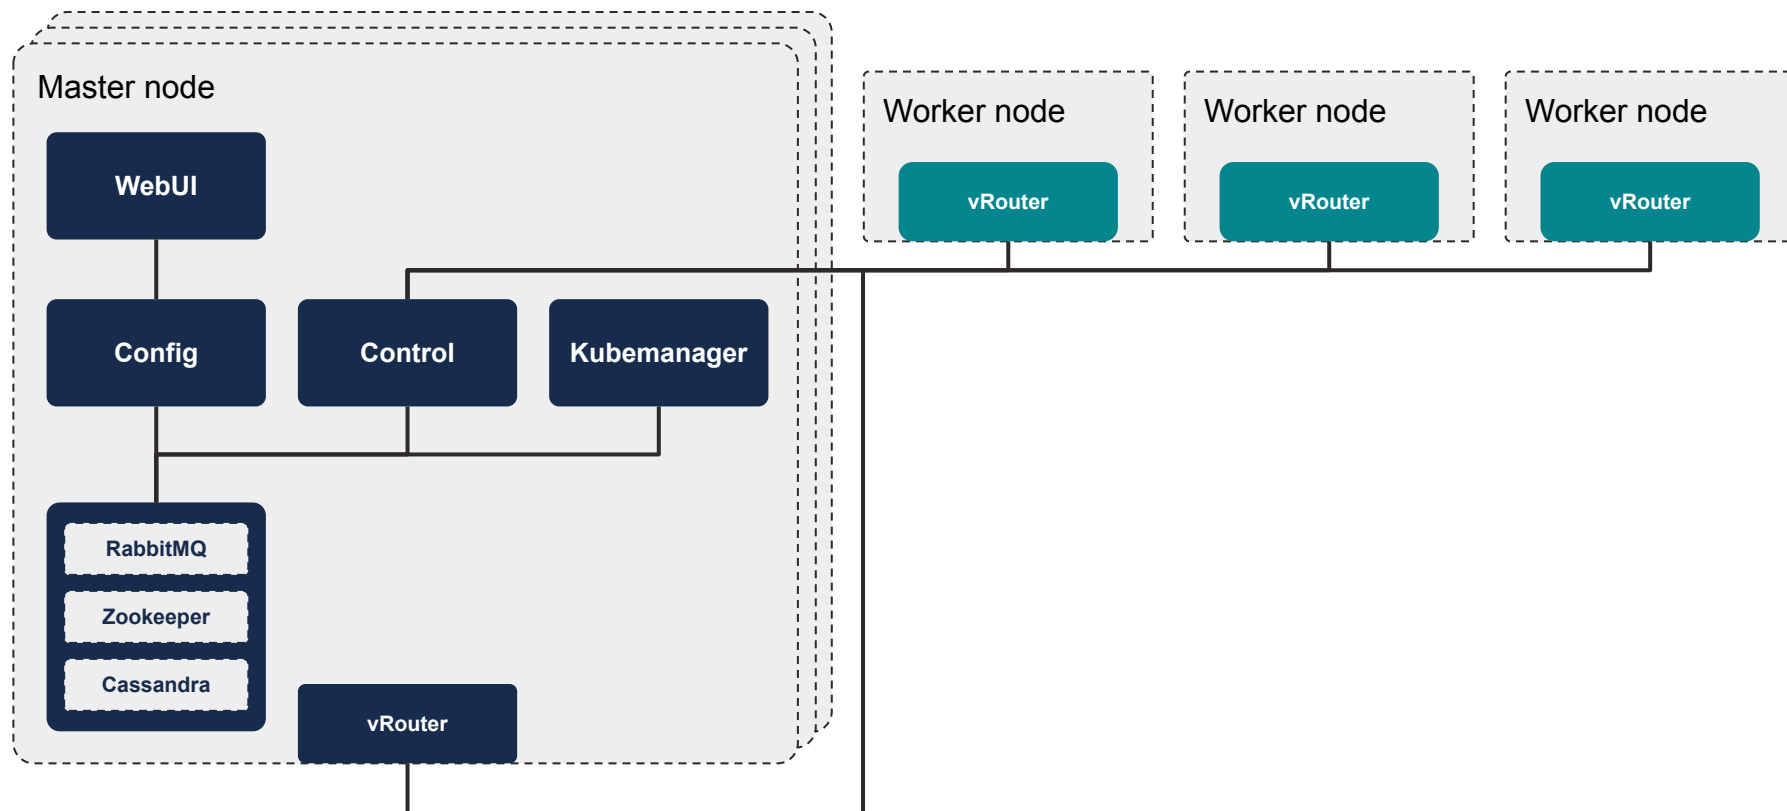 Master node
WebUI
Config
Control
Kubemanager
RabbitMQ
Zookeeper
Cassandra
vRouter
Worker node
vRouter
Worker node
vRouter
Worker node
vRouter